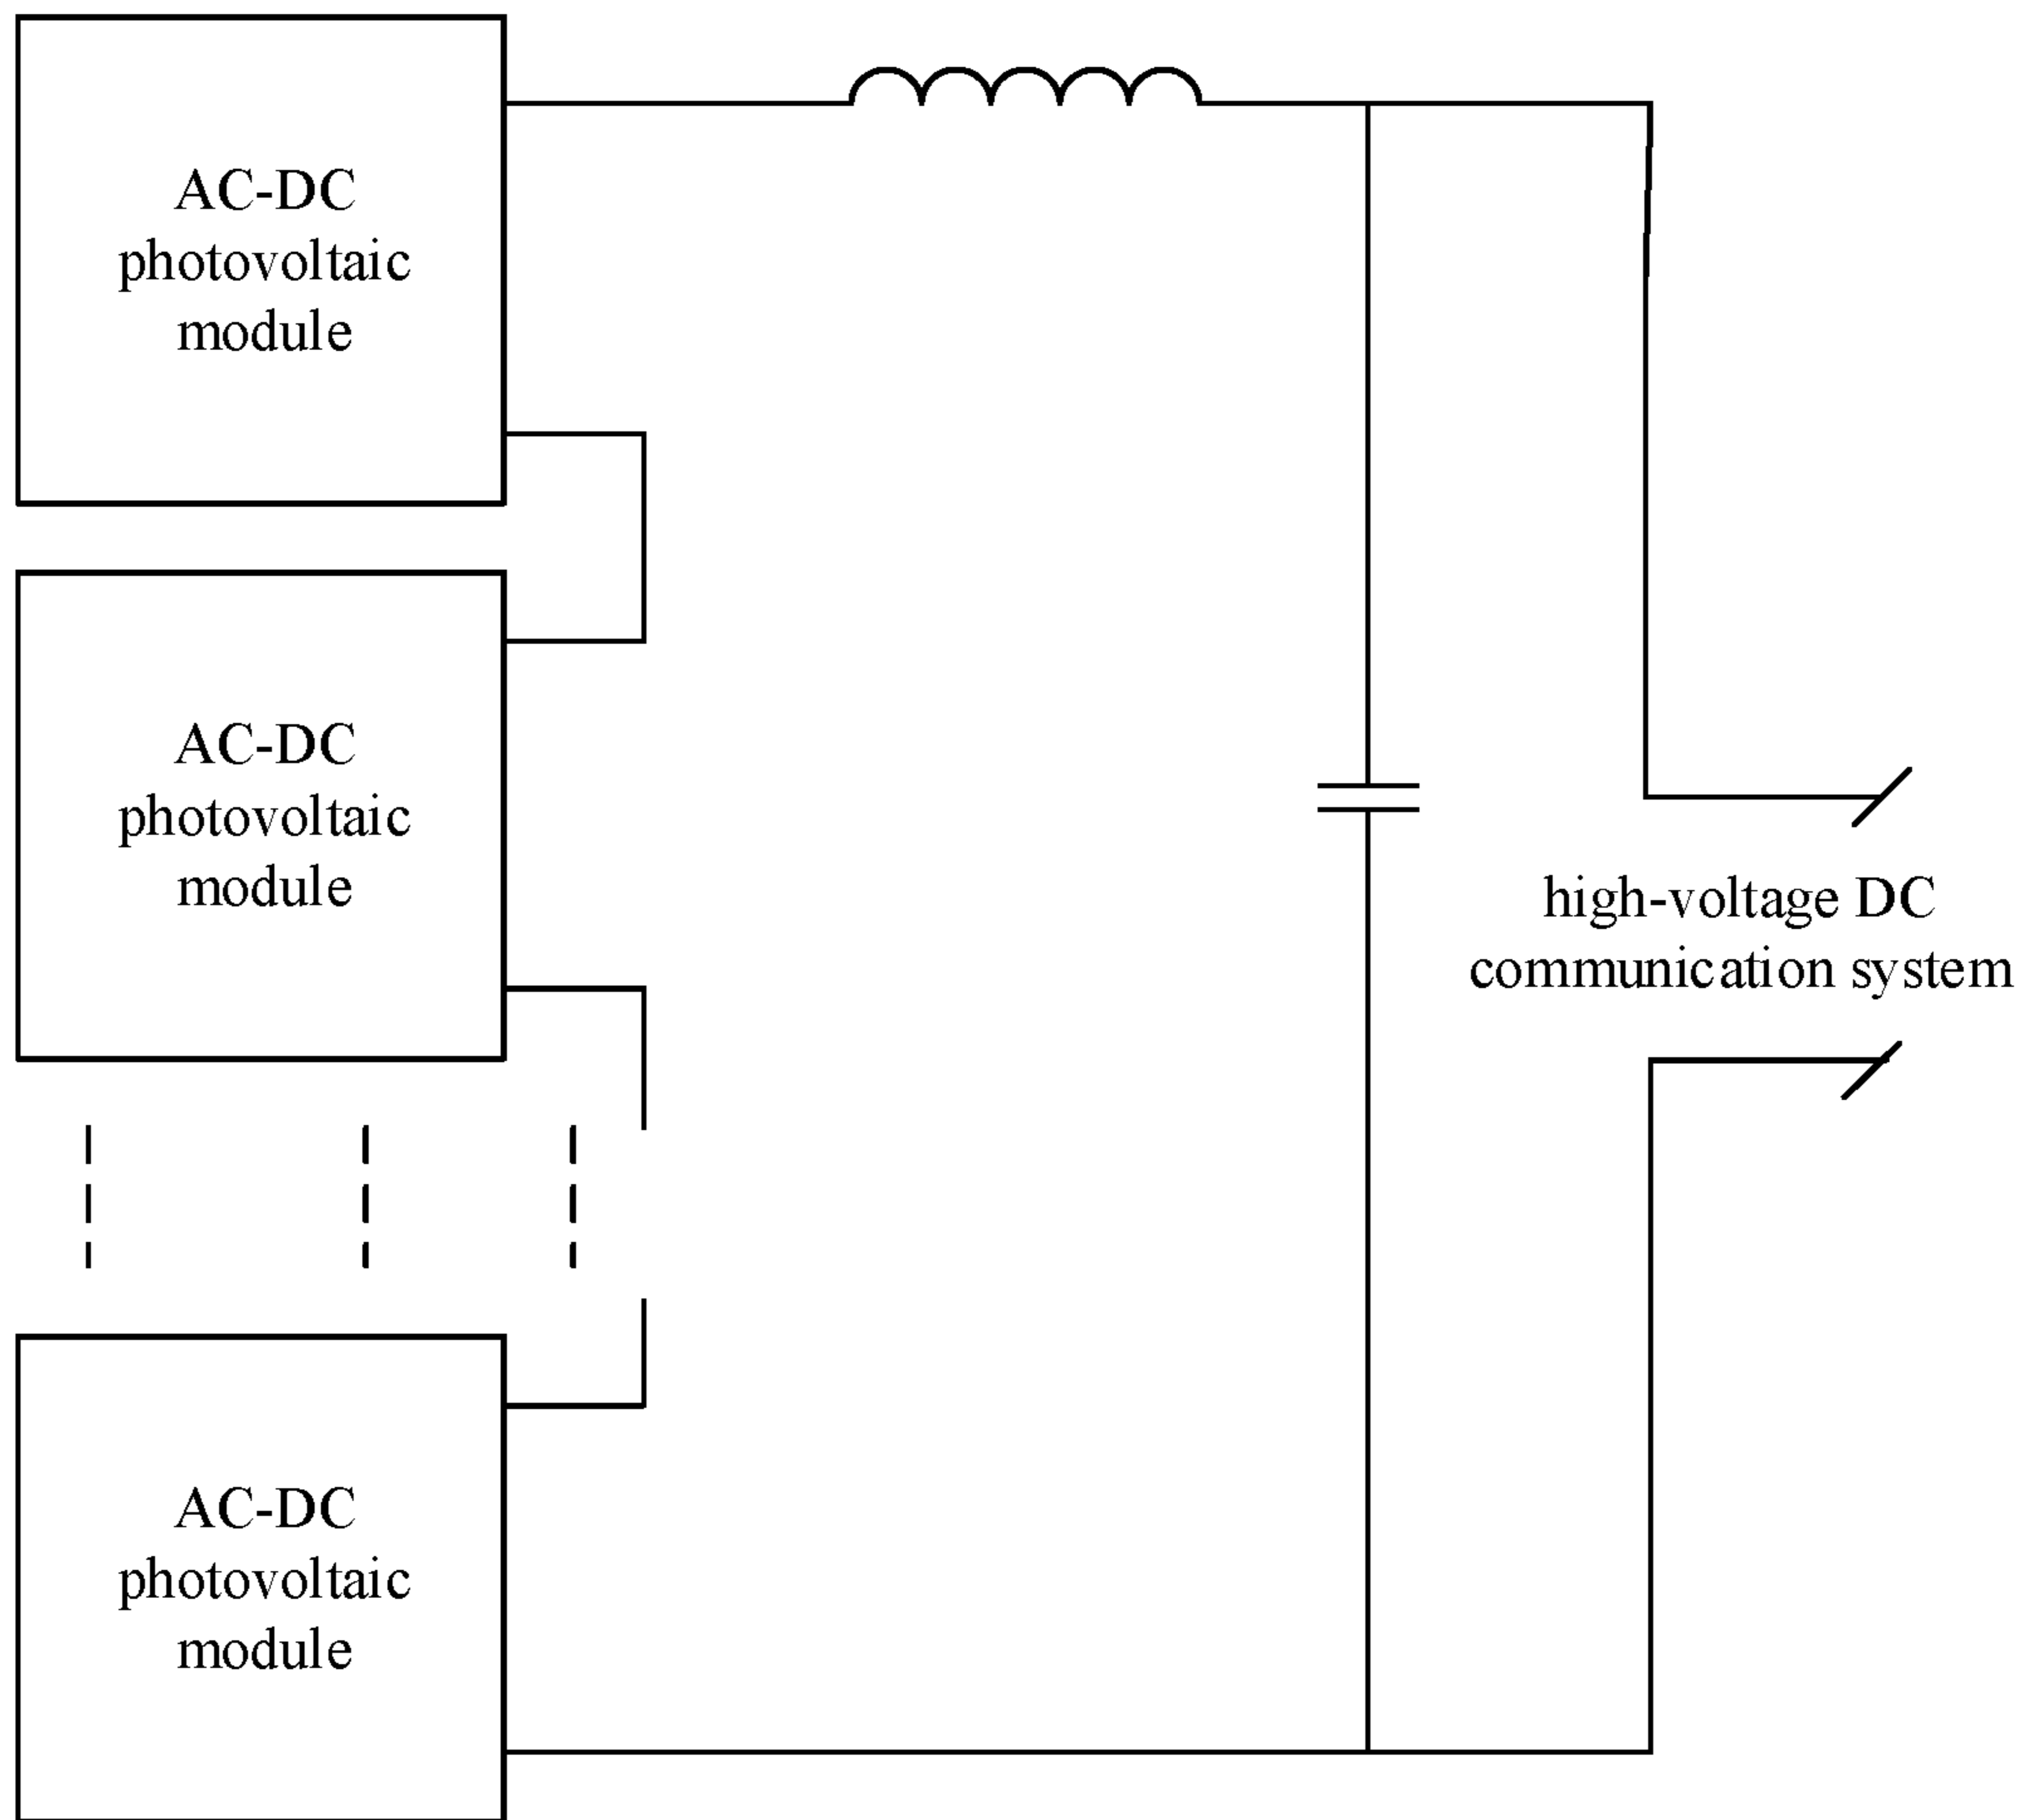 AC-DC
photovoltaic
module
AC-DC
photovoltaic
module
high-voltage DC
communication system
AC-DC
photovoltaic
module